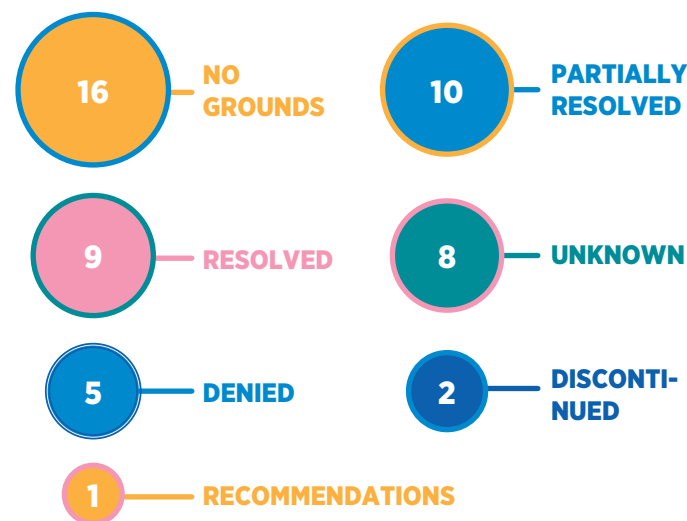 16
NO
GROUNDS
10
PARTIALLY
RESOLVED
9
RESOLVED
8
UNKNOWN
5
DENIED
2
DISCONTI-
NUED
1
RECOMMENDATIONS